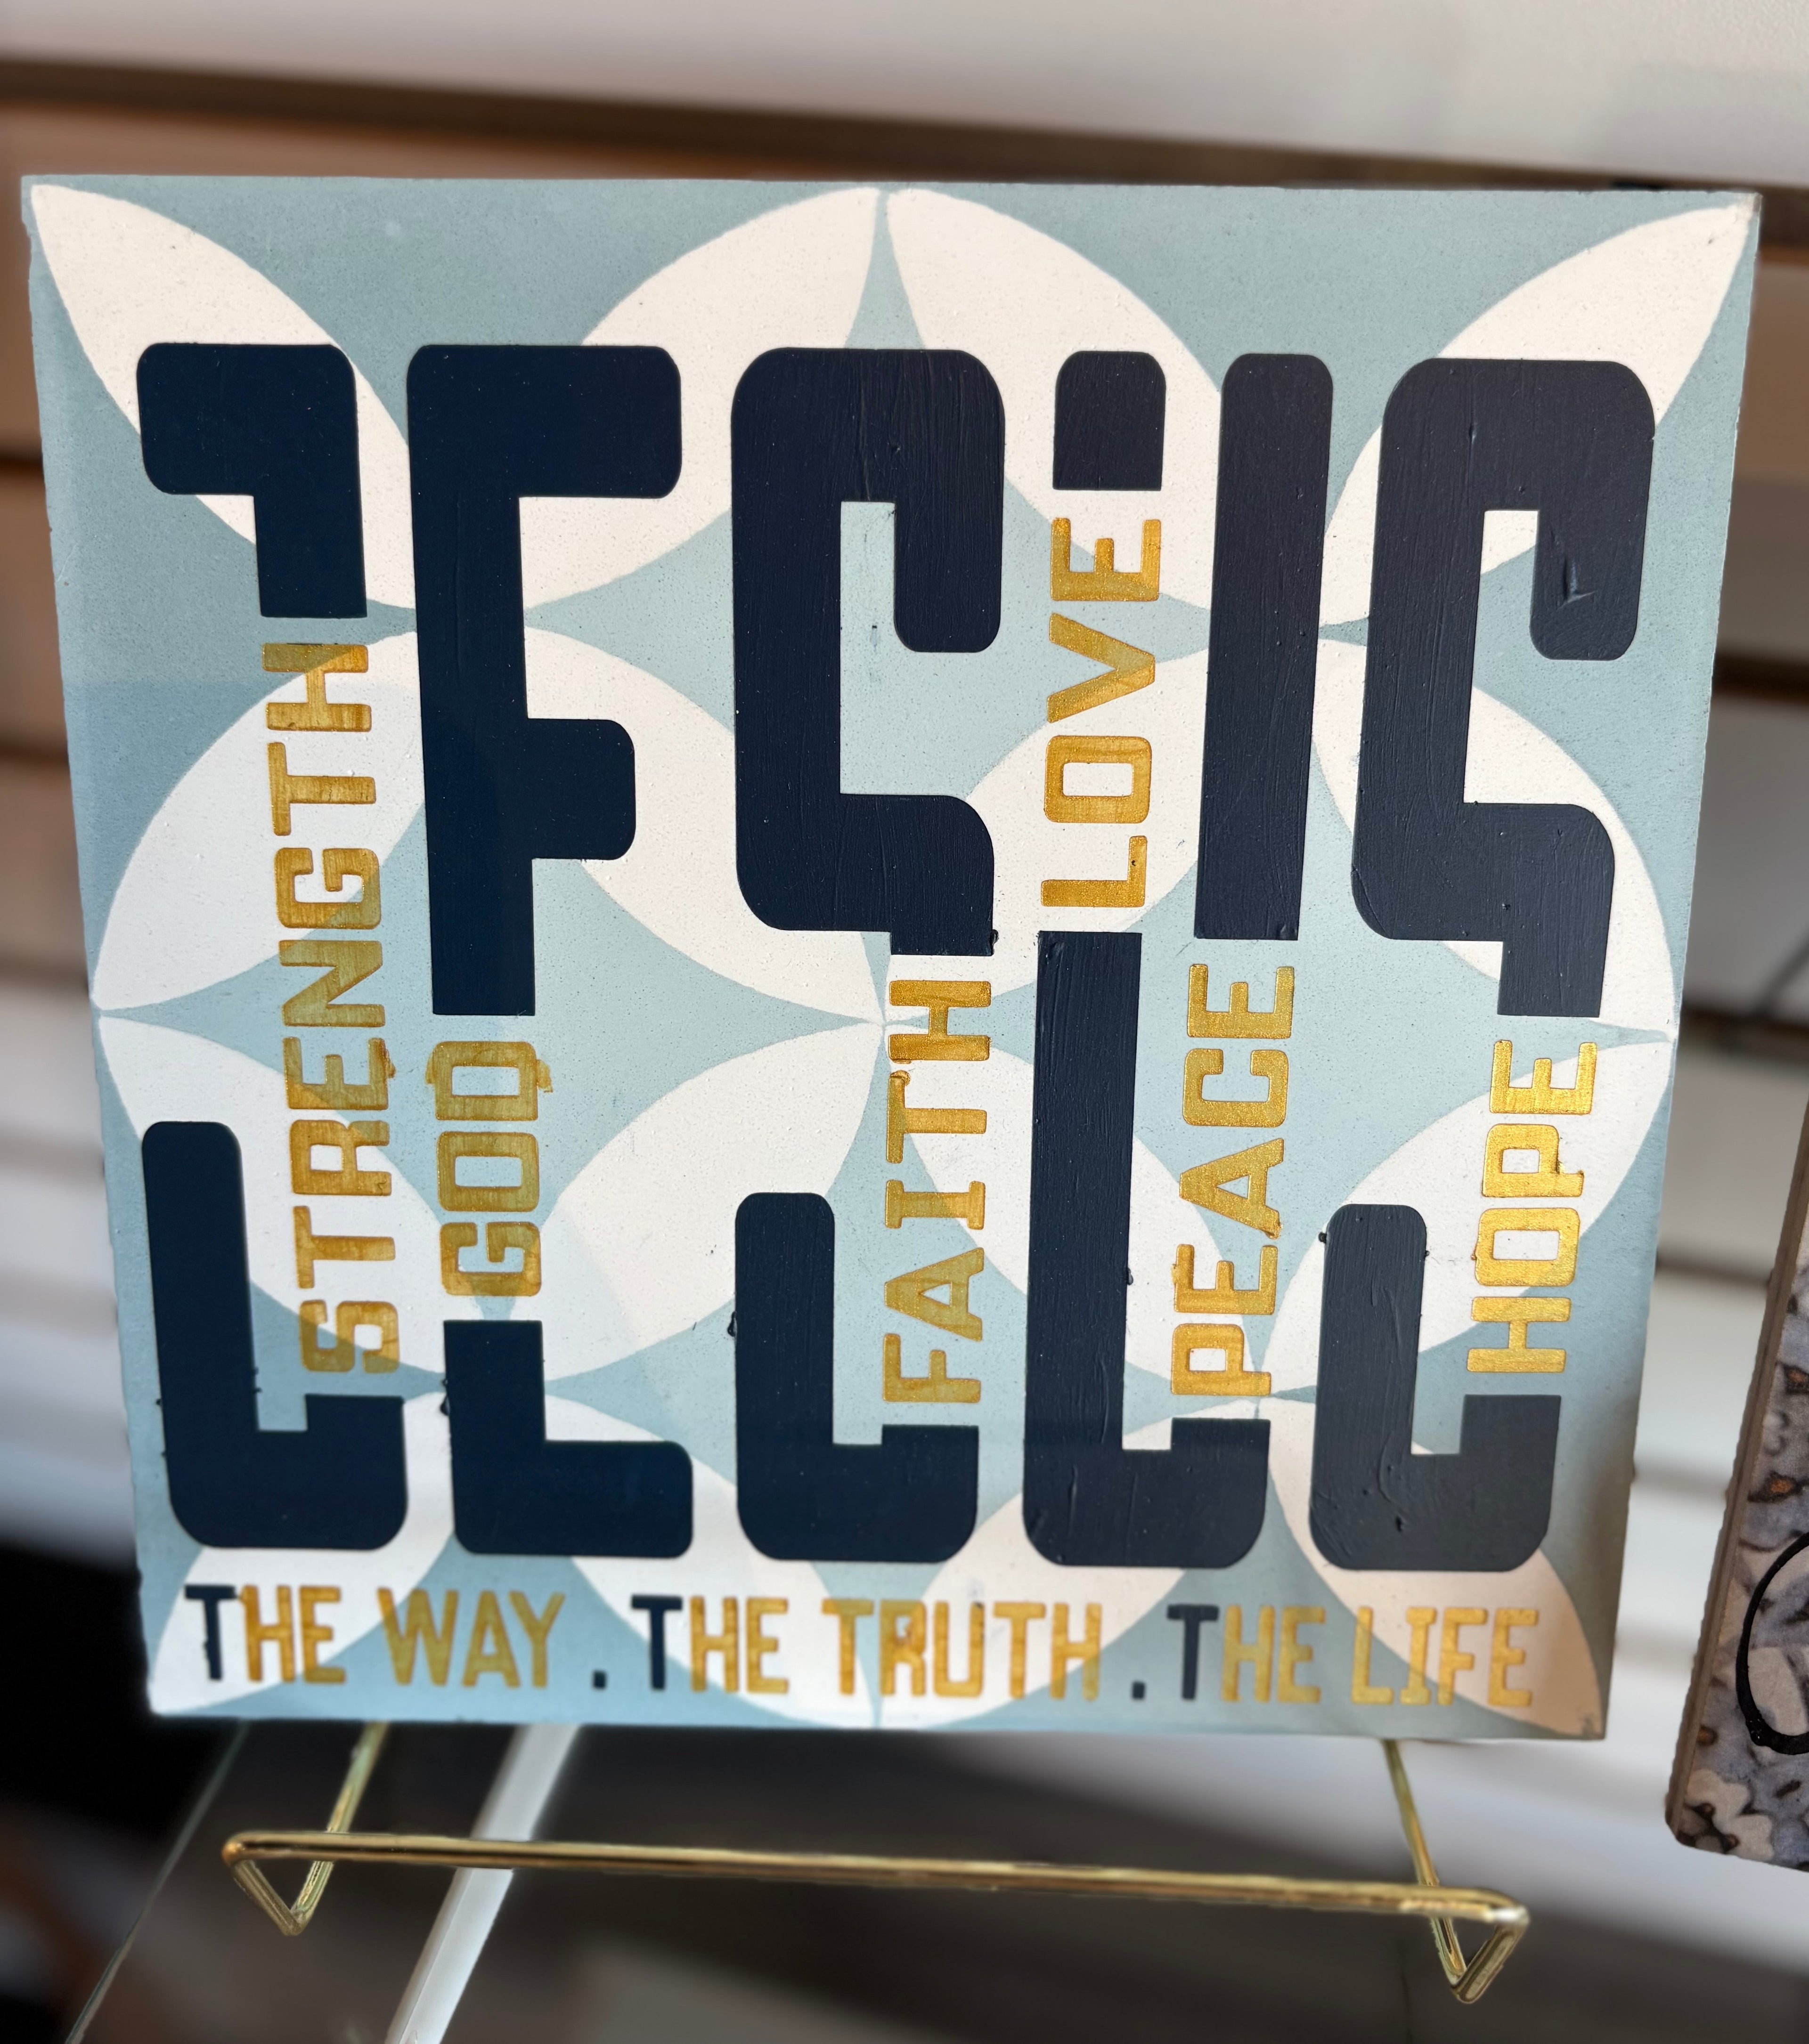 JESUS
STRENGTH
GOD
FAITH
LOVE
PEACE
HOPE
THE WAY . THE TRUTH . THE LIFE